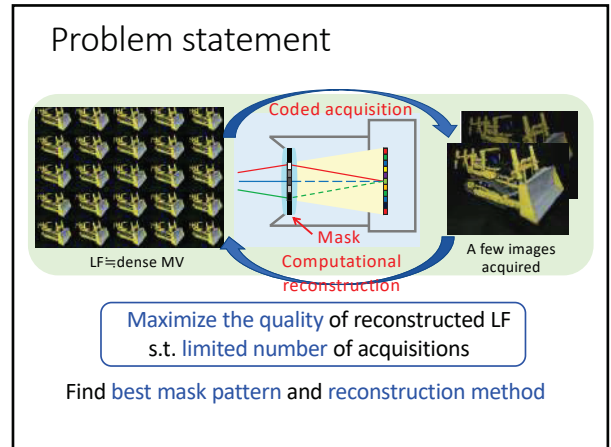 Problem statement
Coded acquisition
Mask
LF≒dense MV
Computational
reconstruction
A few images
acquired
Maximize the quality of reconstructed LF
s.t. limited number of acquisitions
Find best mask pattern and reconstruction method